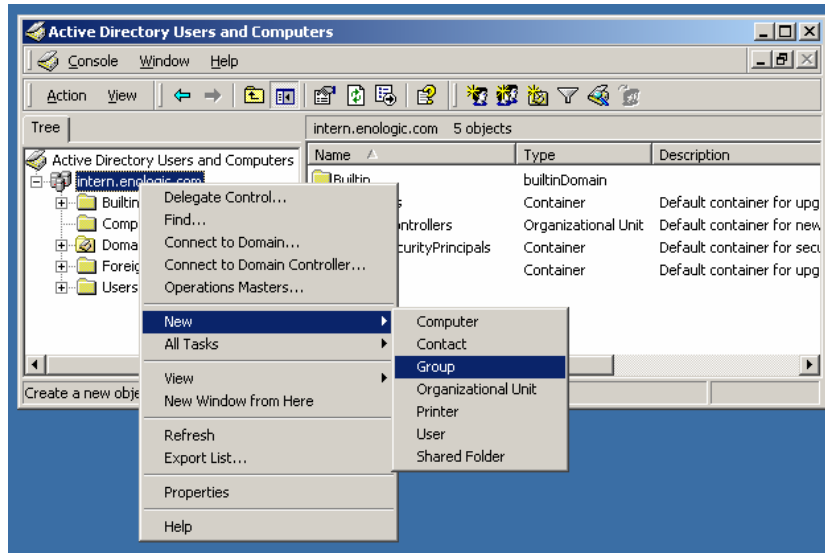 Active Directory Users and Computers
Console Window Help
Action View
Tree
intern.enologic.com 5 objects
Active Directory Users and Computers
Name Type Description
intern.enologic.com
Builtin builtinDomain
Builtin
Container Default container for upg
Comp
Organizational Unit Default container for new
Doma
curityPrincipals Container Default container for secu
Foreig
Container Default container for upg
Users
Delegate Control...
Find...
Connect to Domain...
Connect to Domain Controller...
Operations Masters...
New
All Tasks
View
New Window from Here
Refresh
Export List...
Properties
Help
Computer
Contact
Group
Organizational Unit
Printer
User
Shared Folder
Create a new obje